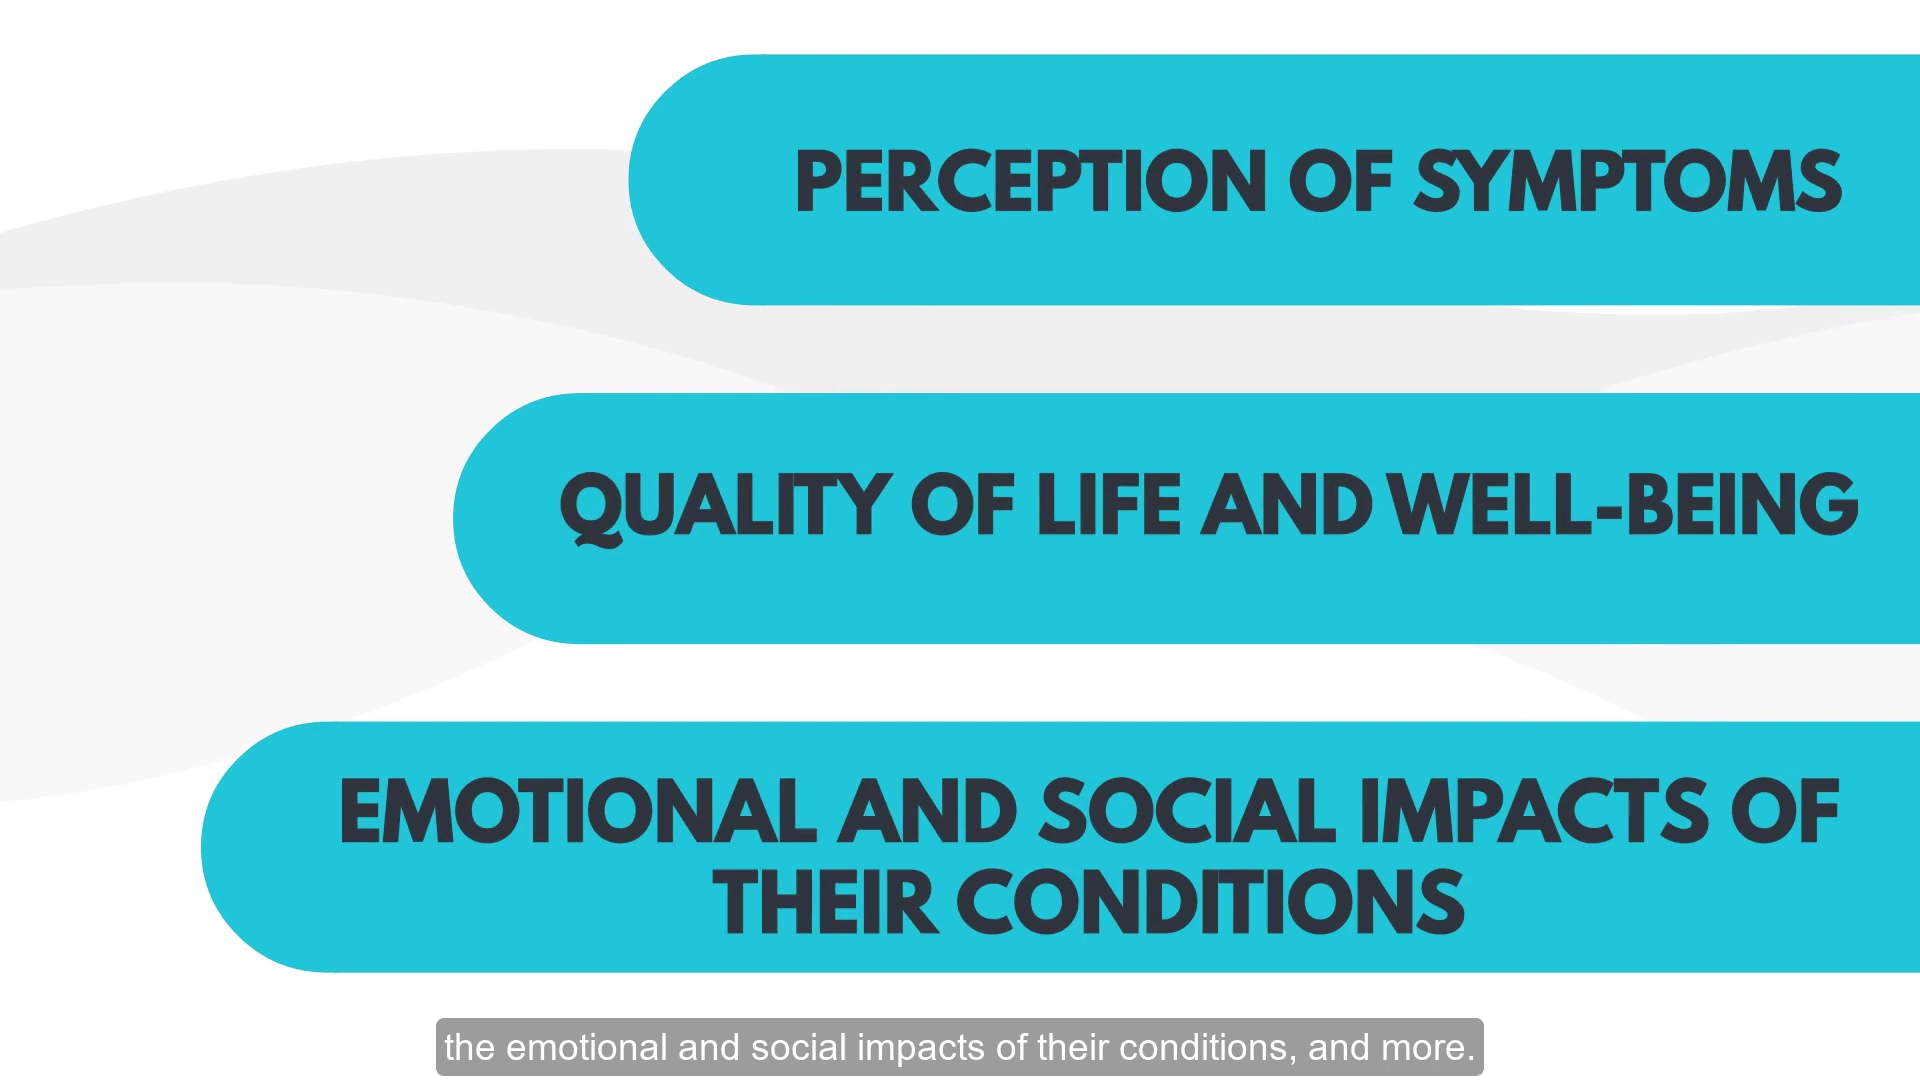 PERCEPTION OF SYMPTOMS
QUALITY OF LIFE AND WELL-BEING
EMOTIONAL AND SOCIAL IMPACTS OF
THEIR CONDITIONS
the emotional and social impacts of their conditions, and more.